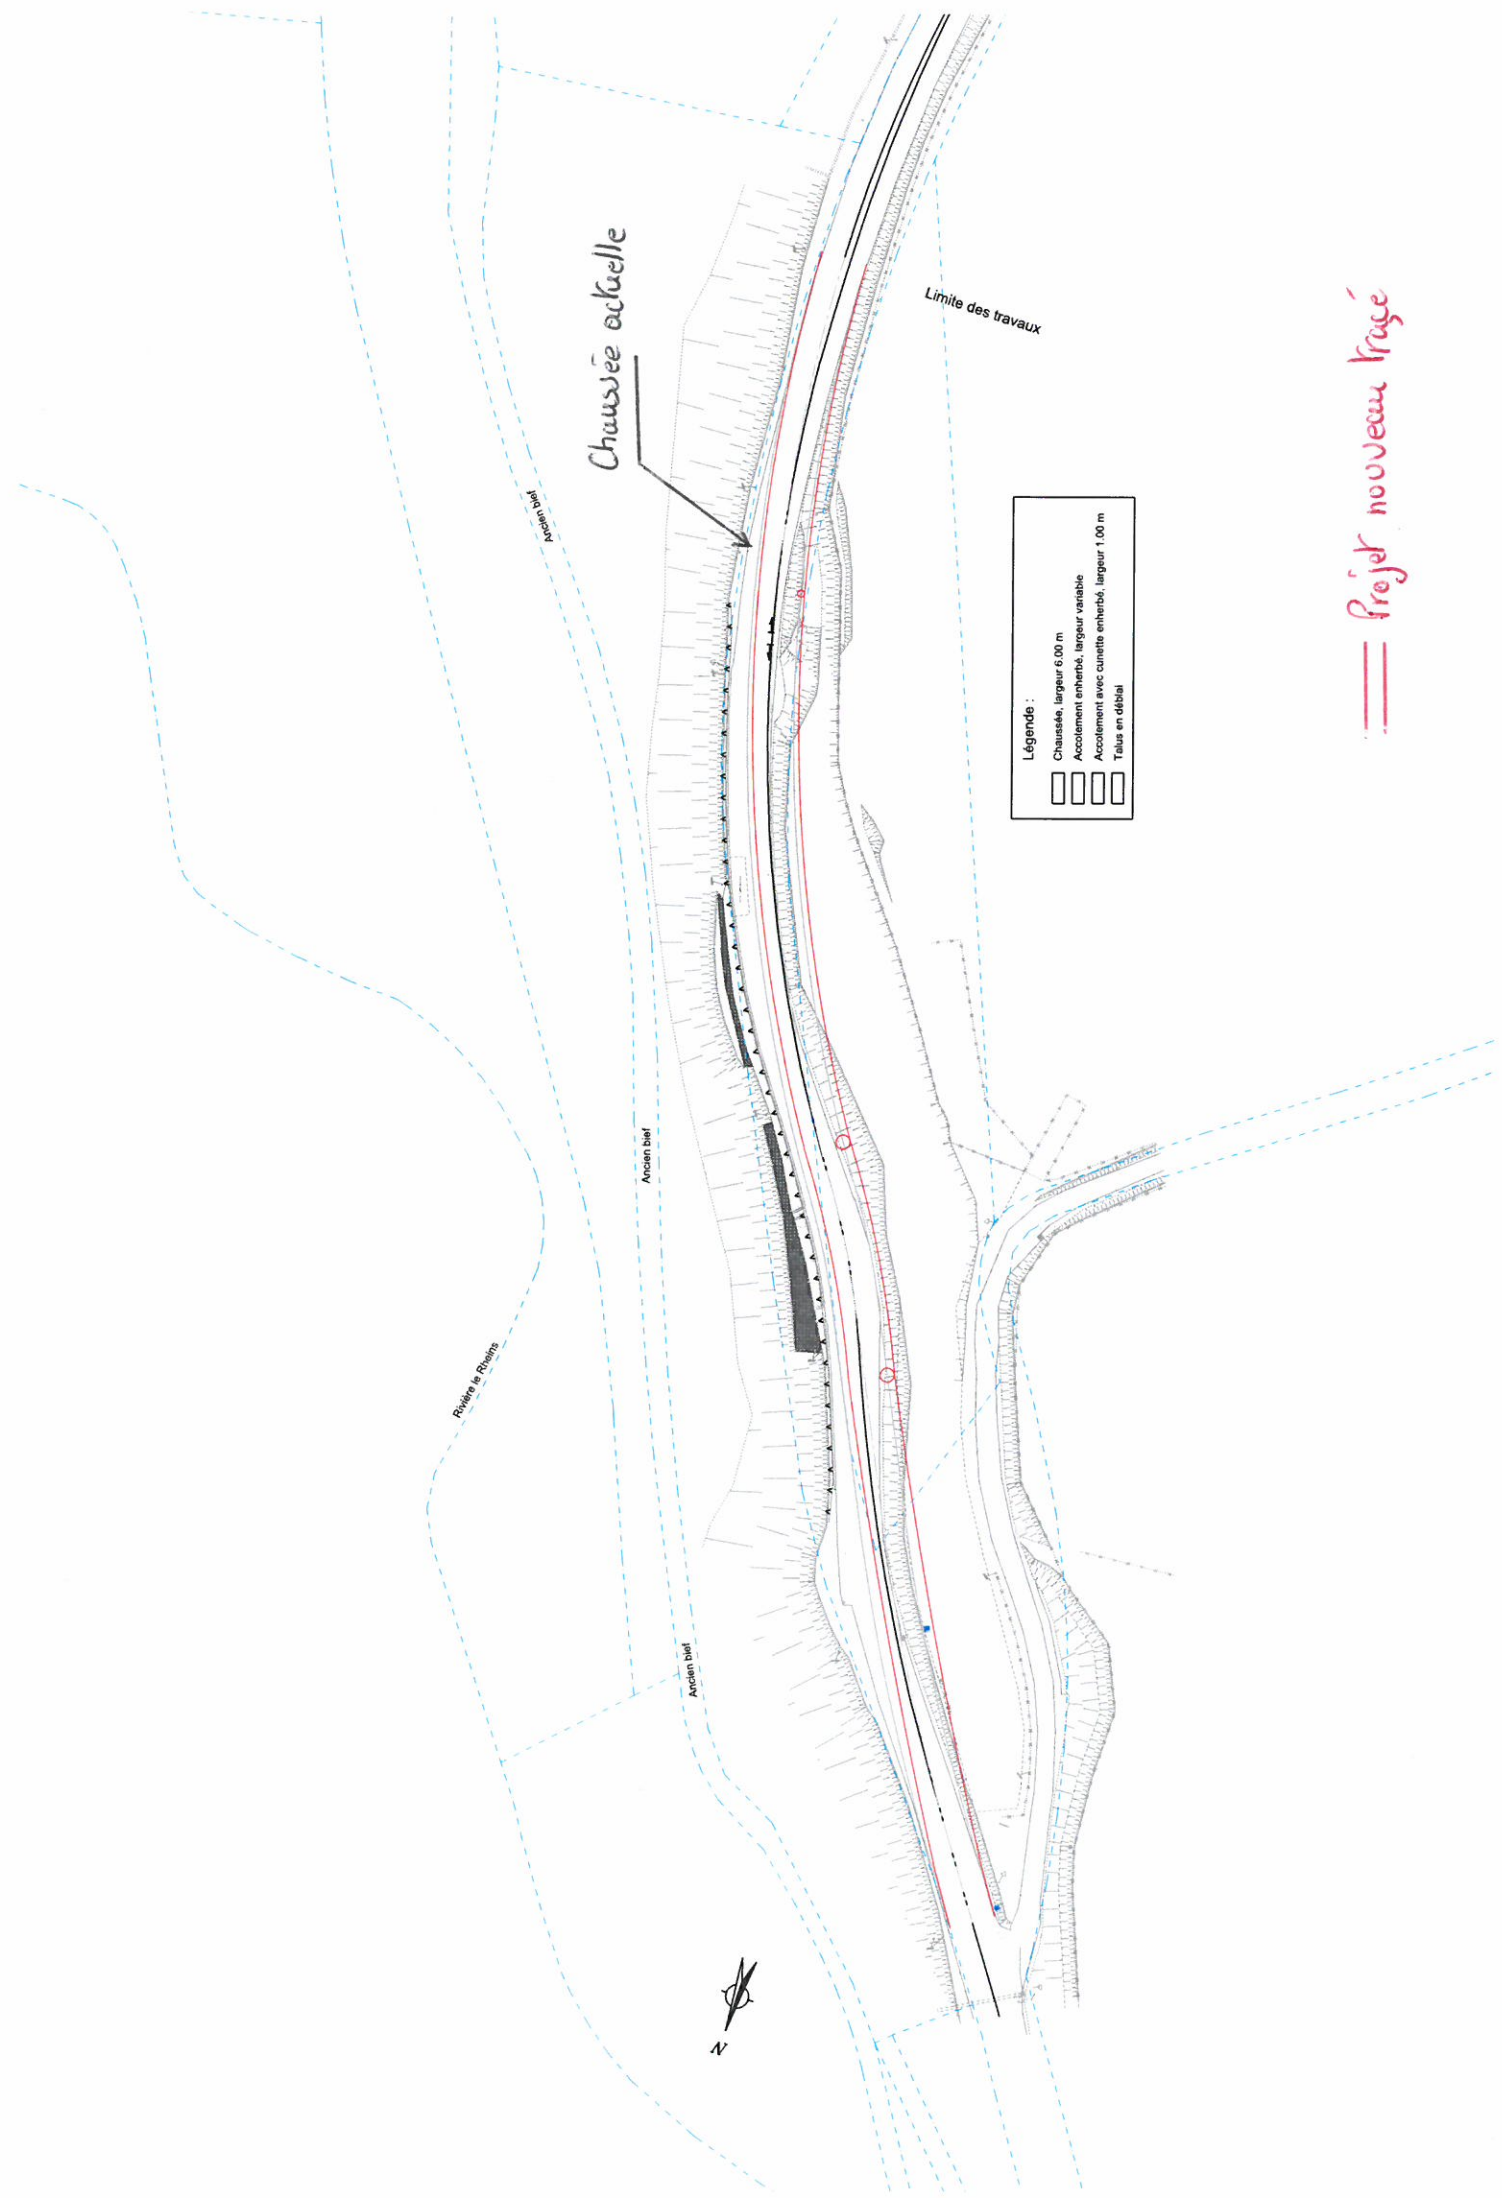 Chaussée actuelle
Limite des travaux
Ancien bief
Légende :
Chaussée, largeur 6.00 m
Accotement enherbé, largeur variable
Accotement avec cunette enherbé, largeur 1.00 m
Talus en déblai
Projet nouveau tracé
Ancien bief
Rivière le Rheins
Ancien bief
N